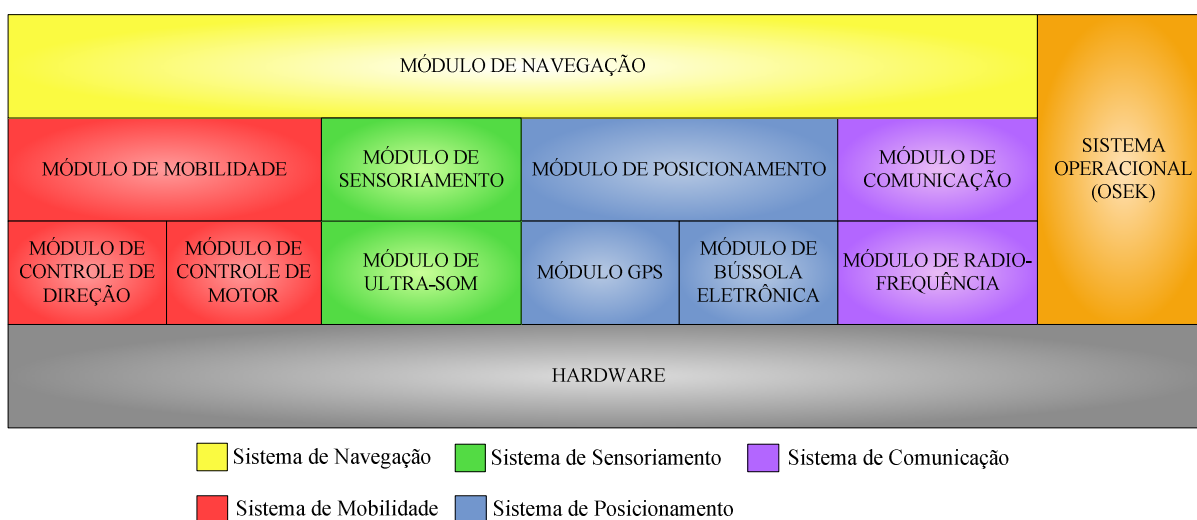 MÓDULO DE NAVEGAÇÃO
MÓDULO DE MOBILIDADE
MÓDULO DE
SENSORIAMENTO
MÓDULO DE POSICIONAMENTO
MÓDULO DE
COMUNICAÇÃO
SISTEMA
OPERACIONAL
(OSEK)
MÓDULO DE
CONTROLE DE
DIREÇÃO
MÓDULO DE
CONTROLE DE
MOTOR
MÓDULO DE
ULTRA-SOM
MÓDULO GPS
MÓDULO DE
BÚSSOLA
ELETRÔNICA
MÓDULO DE RADIO-
FREQUÊNCIA
HARDWARE
Sistema de Navegação
Sistema de Sensoriamento
Sistema de Comunicação
Sistema de Mobilidade
Sistema de Posicionamento